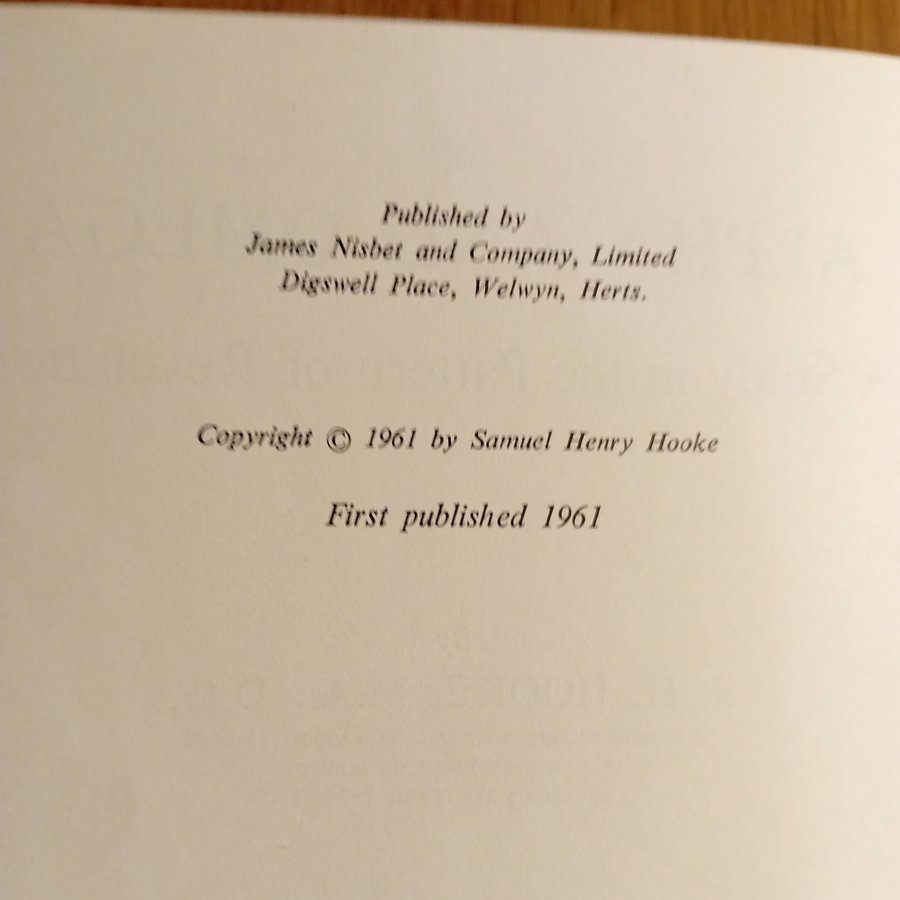 Published by
James Nisbet and Company, Limited
Digswell Place, Welwyn, Herts.
Copyright © 1961 by Samuel Henry Hooke
First published 1961